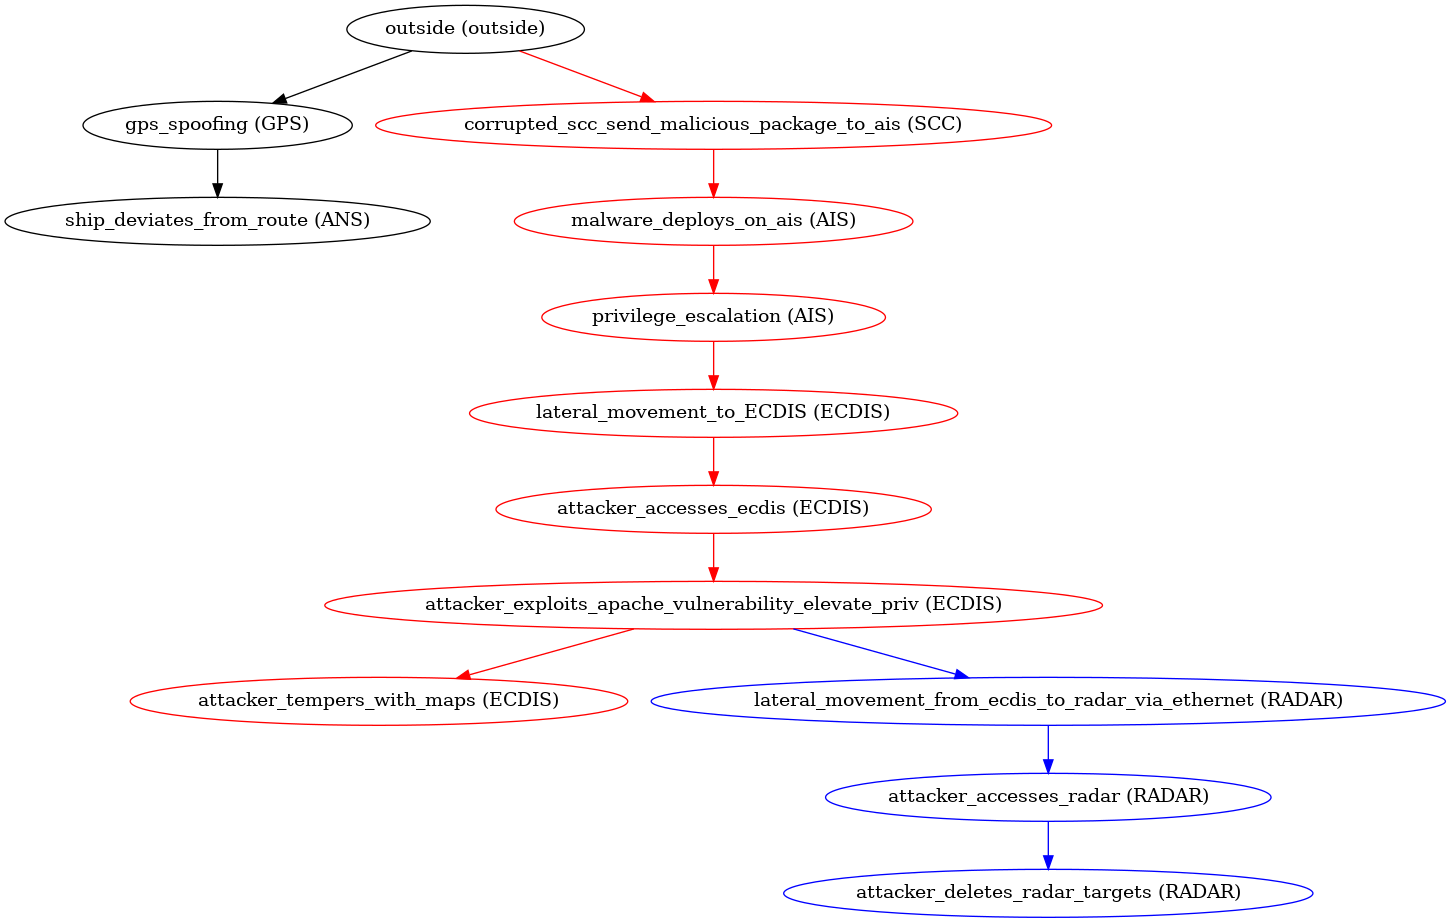 outside (outside)
gps_spoofing (GPS)
corrupted_scc_send_malicious_package_to_ais (SCC)
ship_deviates_from_route (ANS)
malware_deploys_on_ais (AIS)
privilege_escalation (AIS)
lateral_movement_to_ECDIS (ECDIS)
attacker_accesses_ecdis (ECDIS)
attacker_exploits_apache_vulnerability_elevate_priv (ECDIS)
attacker_tempers_with_maps (ECDIS)
lateral_movement_from_ecdis_to_radar_via_ethernet (RADAR)
attacker_accesses_radar (RADAR)
attacker_deletes_radar_targets (RADAR)